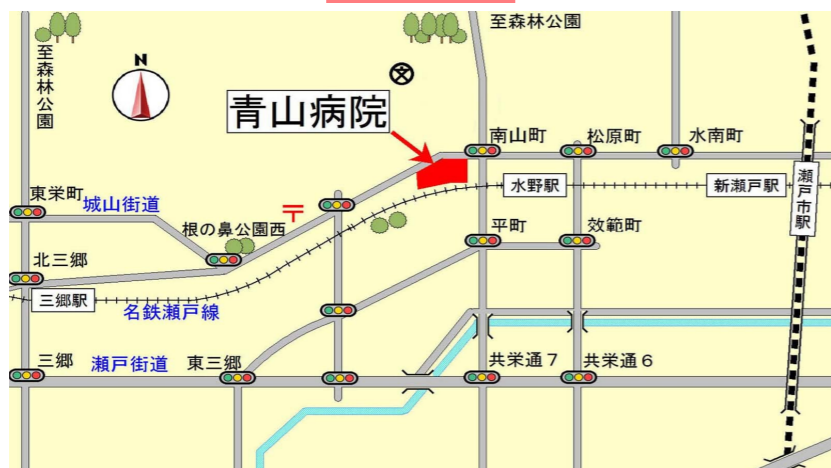 至森林公園
至森林公園
N
青山病院
南山町
松原町
水南町
水野駅
新瀬戸駅
瀬戸市駅
東栄町
城山街道
根の鼻公園西
〒
平町
効範町
北三郷
三郷駅
名鉄瀬戸線
三郷
瀬戸街道
東三郷
共栄通7
共栄通6